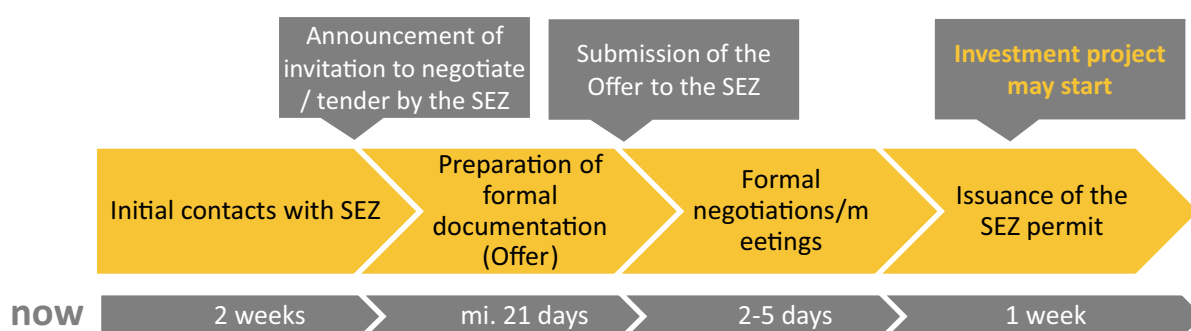 Announcement of
invitation to negotiate
/ tender by the SEZ
Submission of the
Offer to the SEZ
Investment project
may start
Initial contacts with SEZ
Preparation of
formal
documentation
(Offer)
Formal
negotiations/m
eetings
Issuance of the
SEZ permit
now
2 weeks
mi. 21 days
2-5 days
1 week